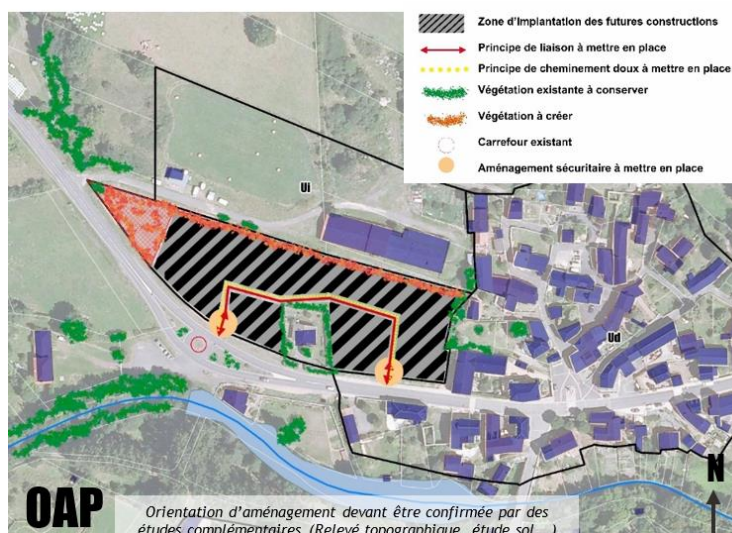 Zone d'Implantation des futures constructions
Principe de liaison à mettre en place
Principe de cheminement doux à mettre en place
Végétation existante à conserver
Végétation à créer
Carrefour existant
Aménagement sécuritaire à mettre en place
Ui
Ud
N
OAP
Orientation d'aménagement devant être confirmée par des
études complémentaires (Relevé topographique, étude sol...)